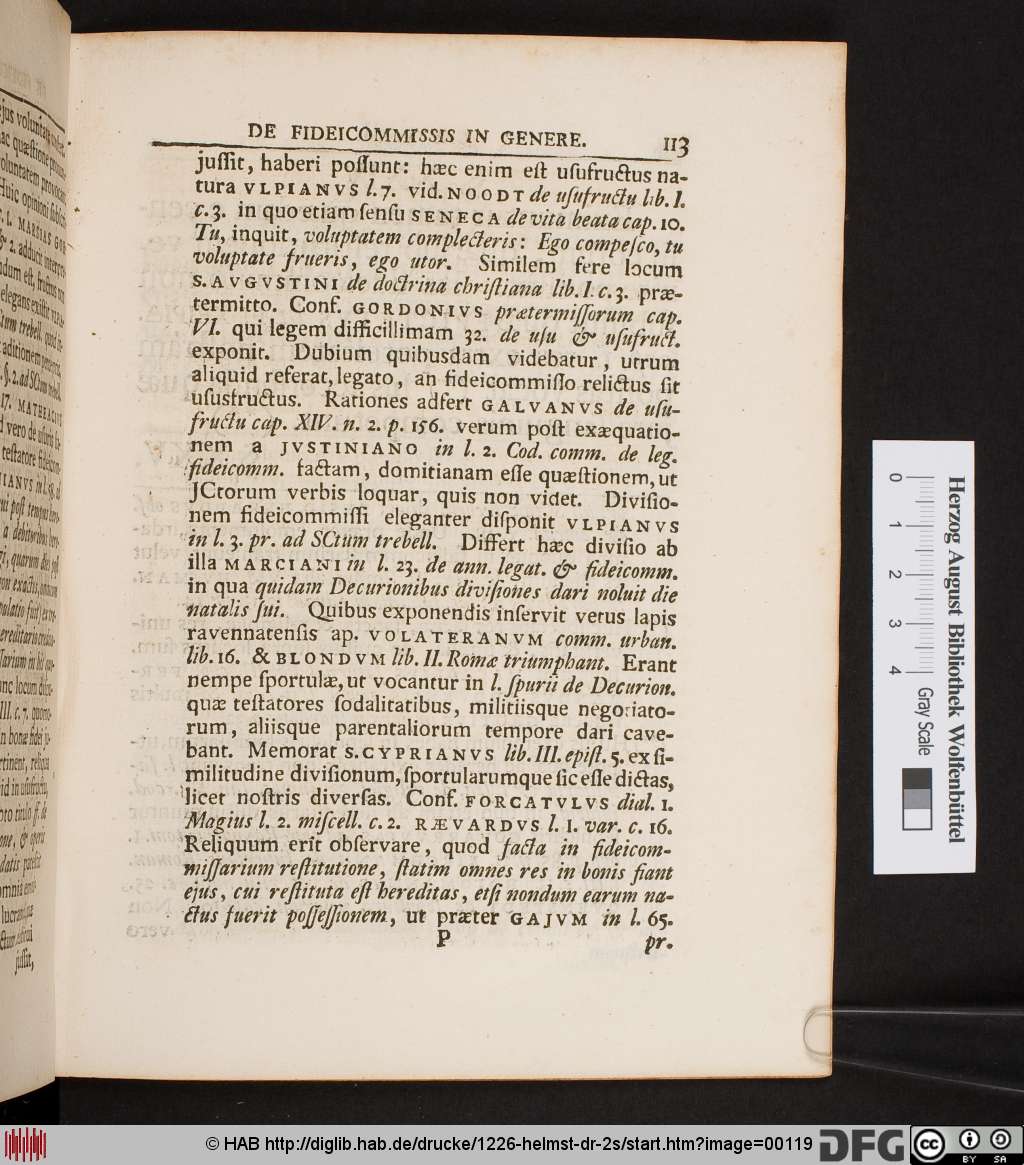 DE FIDEICOMMISSIS IN GENERE. 113
juſſit, haberi poſſunt: hæc enim eſt uſufructus na-
tura VLPIANVS l. 7. vid. NOODT de uſufructu lib. I.
c. 3. in quo etiam ſenſu SENECA de vita beata cap. 10.
Tu, inquit, voluptatem complecteris: Ego compeſco, tu
voluptate frueris, ego utor. Similem fere locum
S. AVGVSTINI de doctrina chriſtiana lib. I. c. 3. præ-
termitto. Conf. GORDONIVS prætermiſſorum cap.
VI. qui legem difficillimam 32. de uſu & uſufruct.
exponit. Dubium quibusdam videbatur, utrum
aliquid referat, legato, an fideicommiſſo relictus ſit
uſusfructus. Rationes adfert GALVANVS de uſu-
fructu cap. XIV. n. 2. p. 156. verum poſt exæquatio-
nem a JVSTINIANO in l. 2. Cod. comm. de leg.
fideicomm. factam, domitianam eſſe quæſtionem, ut
JCtorum verbis loquar, quis non videt. Diviſio-
nem fideicommiſſi eleganter diſponit VLPIANVS
in l. 3. pr. ad SCtum trebell. Differt hæc diviſio ab
illa MARCIANI in l. 23. de ann. legat. & fideicomm.
in qua quidam Decurionibus diviſiones dari noluit die
natalis ſui. Quibus exponendis inſervit vetus lapis
ravennatenſis ap. VOLATERANVM comm. urban.
lib. 16. & BLONDVM lib. II. Romæ triumphant. Erant
nempe ſportulæ, ut vocantur in l. ſpurii de Decurion.
quæ teſtatores ſodalitatibus, militiisque negotiato-
rum, aliisque parentaliorum tempore dari cave-
bant. Memorat S. CYPRIANVS lib. III. epiſt. 5. ex ſi-
militudine diviſionum, ſportularumque ſic eſſe dictas,
licet noſtris diverſas. Conf. FORCATVLVS dial. 1.
Magius l. 2. miſcell. c. 2. RÆVARDVS l. I. var. c. 16.
Reliquum erit obſervare, quod facta in fideicom-
miſſarium reſtitutione, ſtatim omnes res in bonis fiant
ejus, cui reſtituta eſt hereditas, etſi nondum earum na-
ctus fuerit poſſeſſionem, ut præter GAJVM in l. 65.
P pr.
Herzog August Bibliothek Wolfenbüttel
0 1 2 3 4
Gray Scale
© HAB http://diglib.hab.de/drucke/1226-helmst-dr-2s/start.htm?image=00119
DFG
cc BY SA